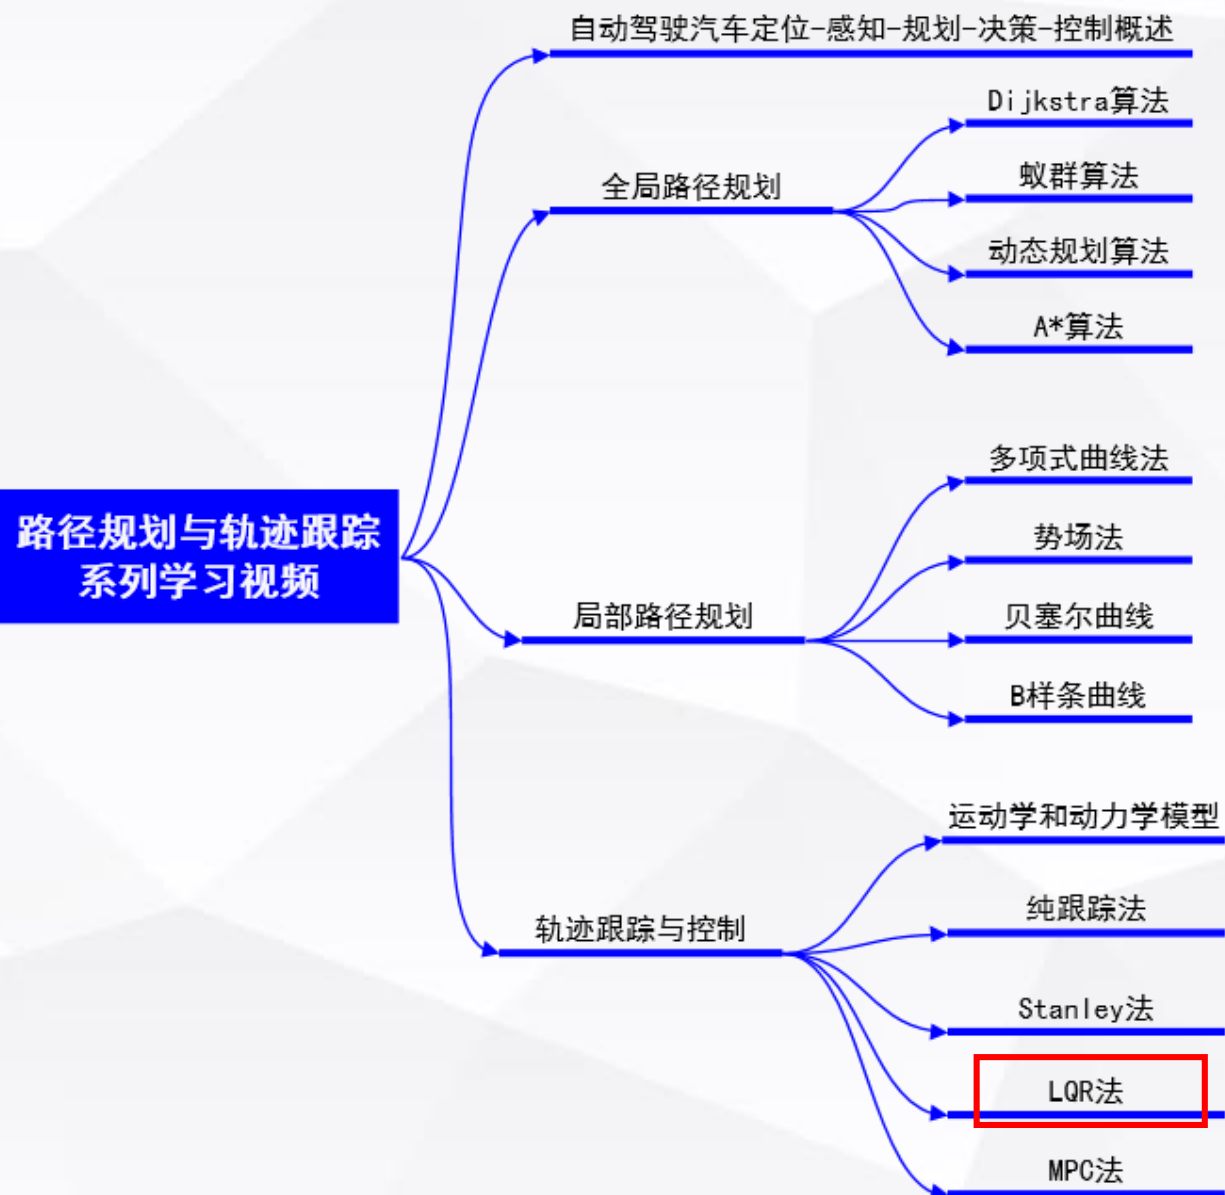 自动驾驶汽车定位-感知-规划-决策-控制概述
Dijkstra算法
全局路径规划
蚁群算法
动态规划算法
A*算法
多项式曲线法
路径规划与轨迹跟踪
系列学习视频
势场法
局部路径规划
贝塞尔曲线
B样条曲线
运动学和动力学模型
轨迹跟踪与控制
纯跟踪法
Stanley法
LQR法
MPC法